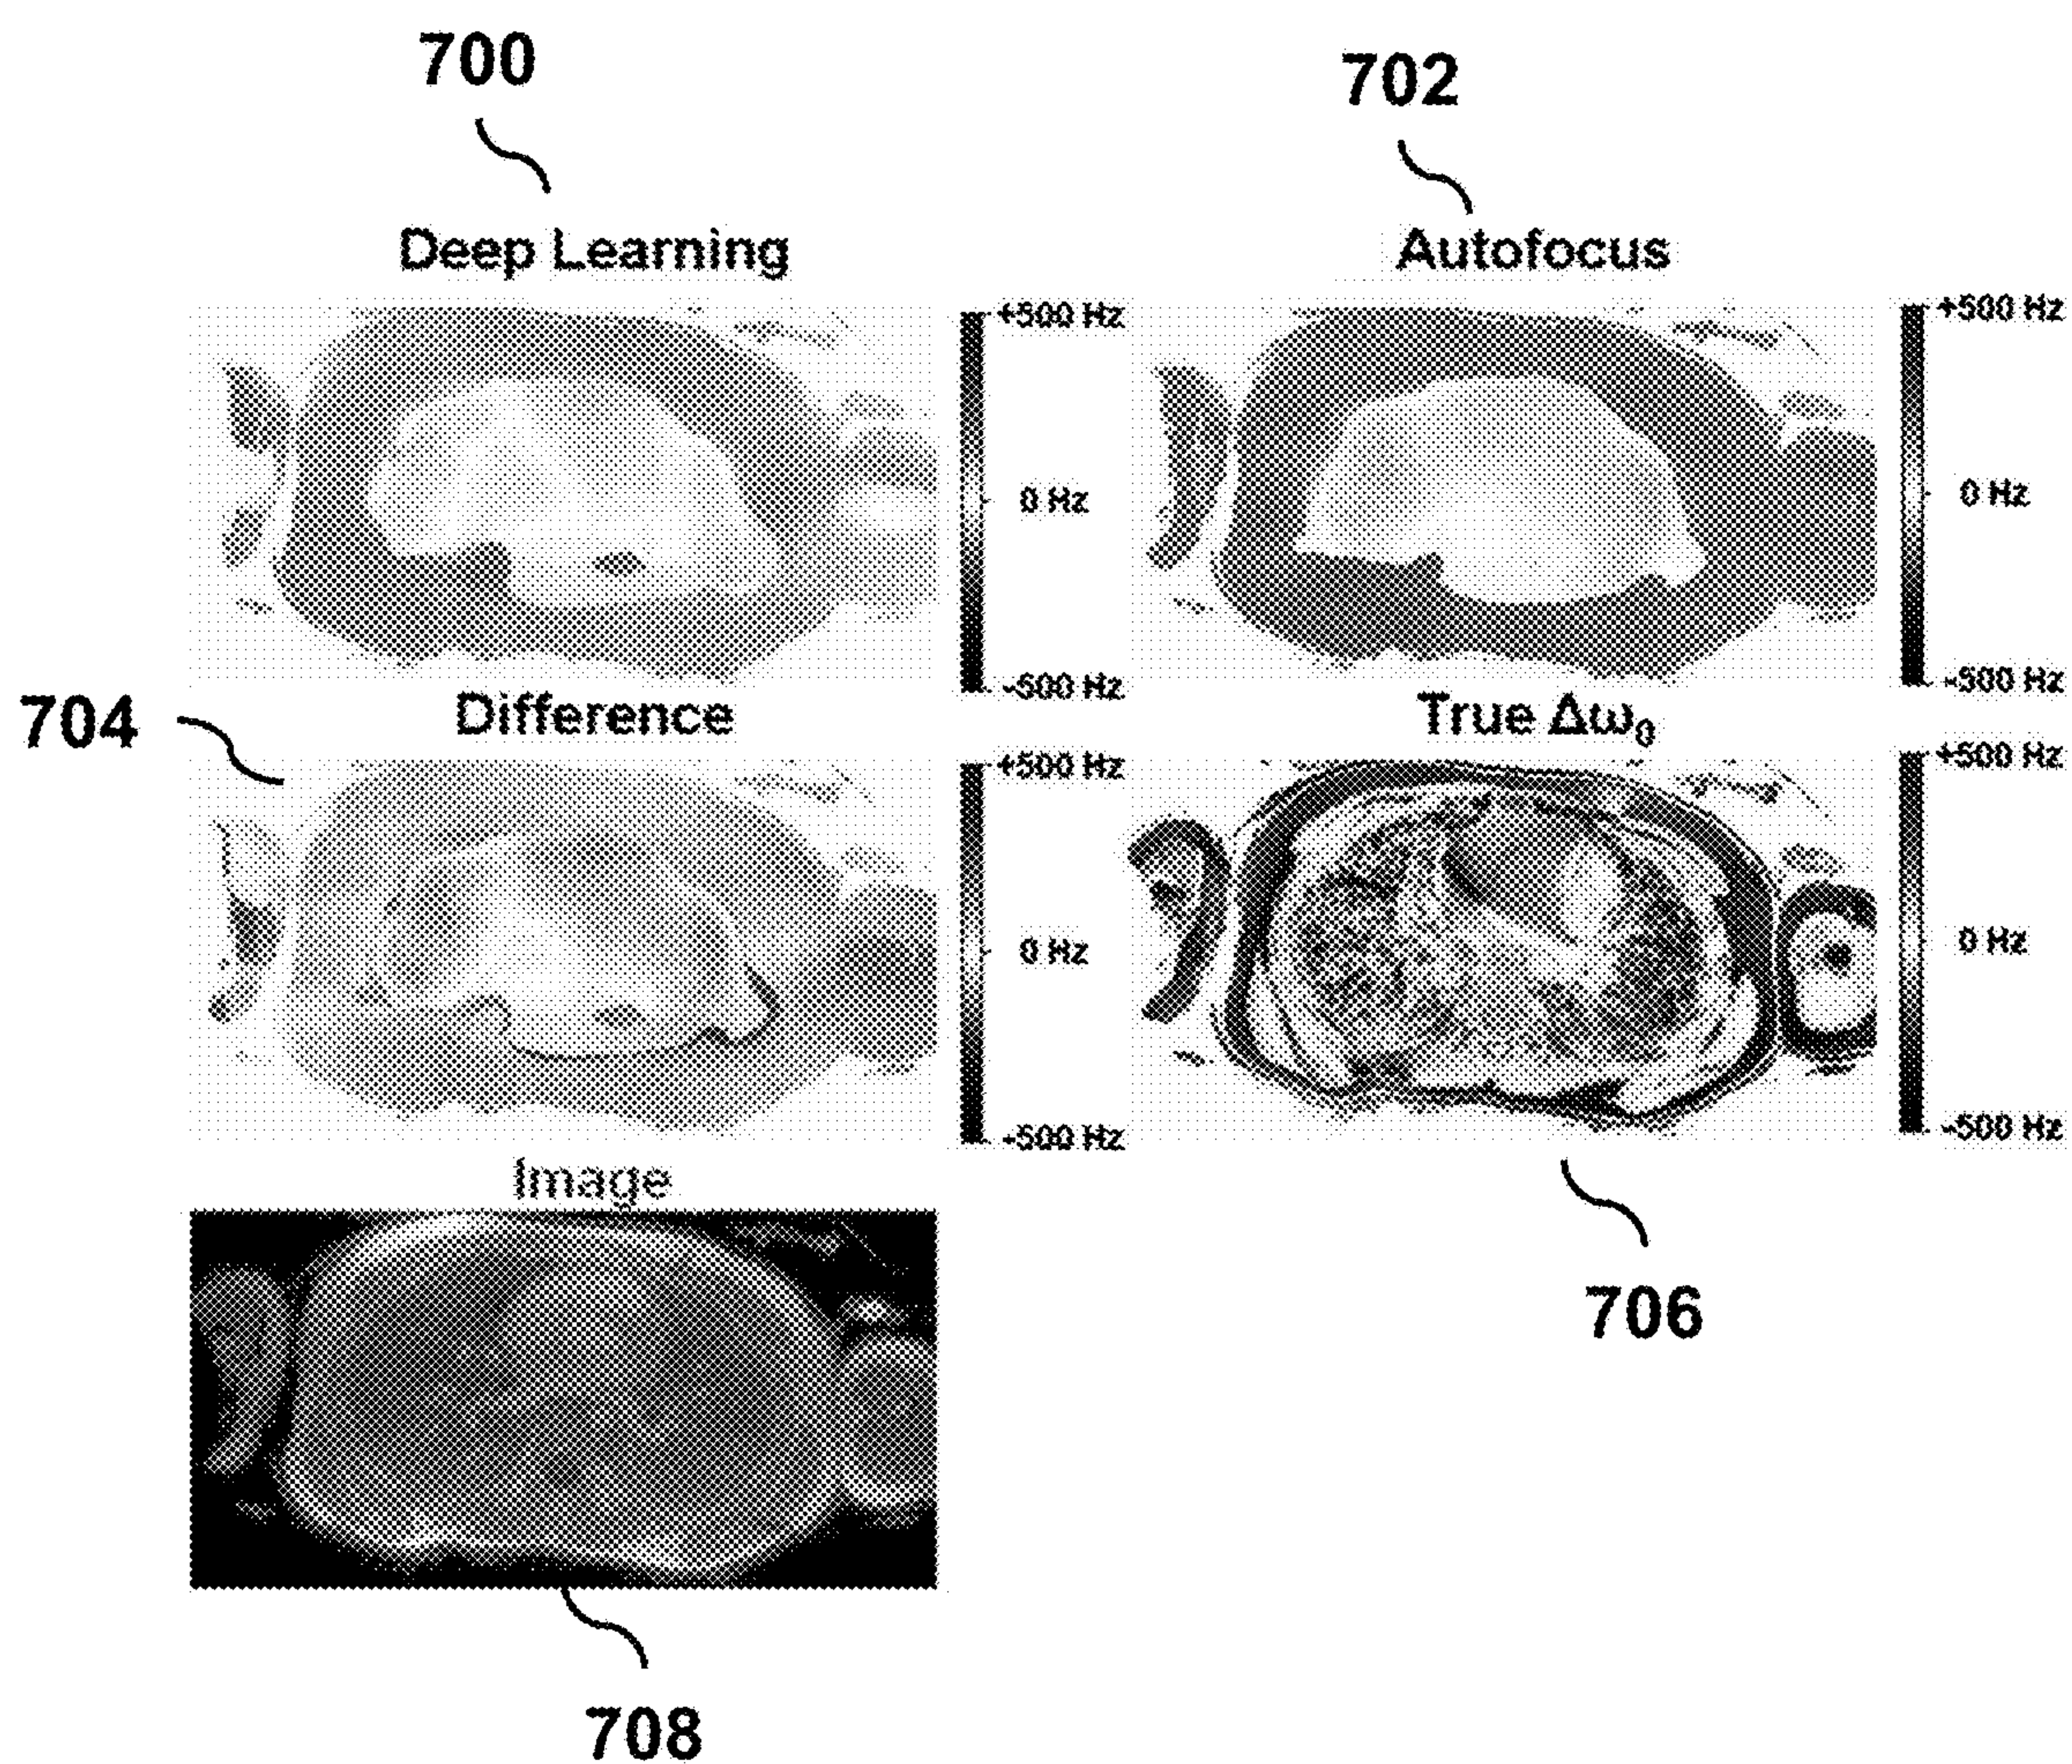 700
702
Deep Learning
Autofocus
+500 Hz
0 Hz
-500 Hz
+500 Hz
0 Hz
-500 Hz
704
Difference
True Δω₀
+500 Hz
0 Hz
-500 Hz
+500 Hz
0 Hz
-500 Hz
Image
706
708